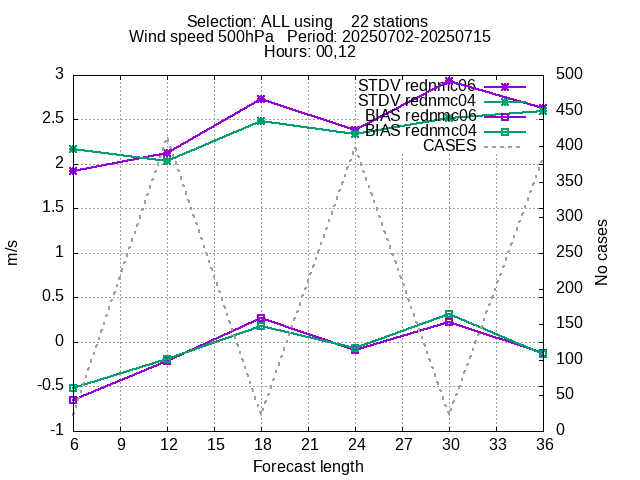 Selection: ALL using    22 stations
Wind speed 500hPa   Period: 20250702-20250715
Hours: 00,12
STDV rednmc06
STDV rednmc04
BIAS rednmc06
BIAS rednmc04
CASES
3
2.5
2
1.5
1
0.5
0
-0.5
-1
m/s
500
450
400
350
300
250
200
150
100
50
0
No cases
6 9 12 15 18 21 24 27 30 33 36
Forecast length